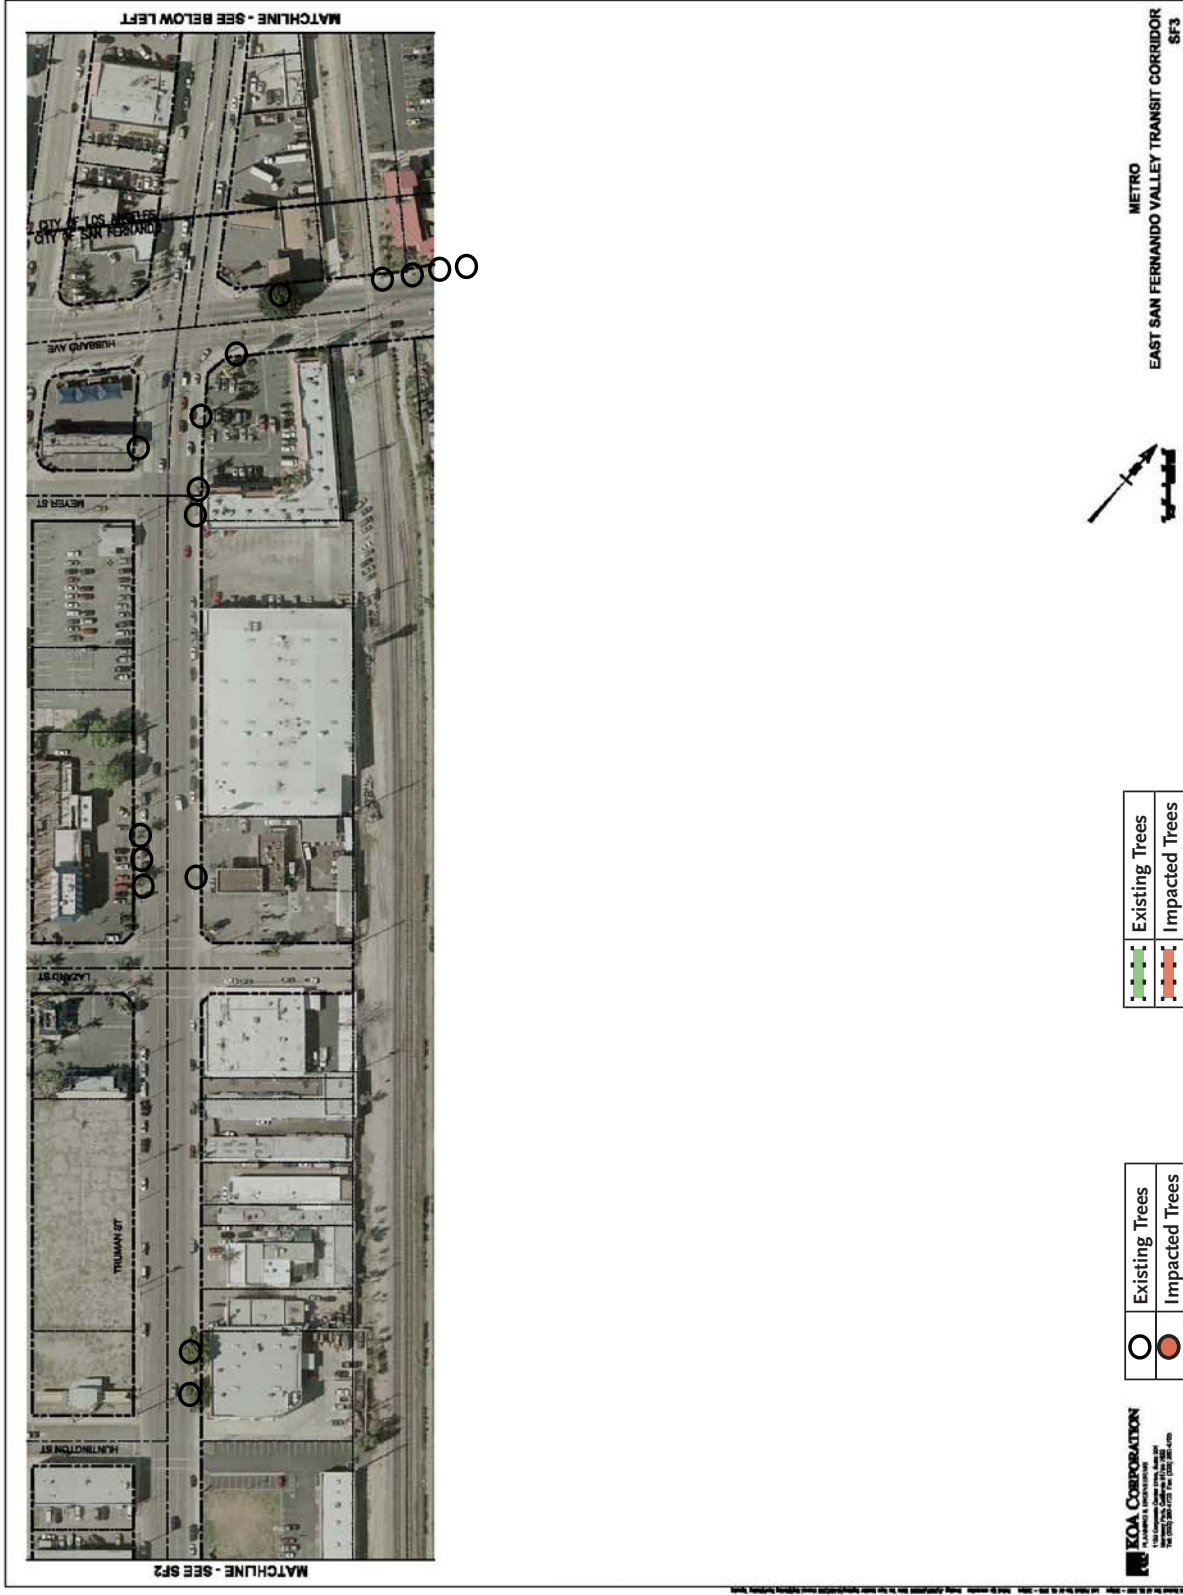 MATCHLINE - SEE BELOW LEFT
CITY OF LOS ANGELES
CITY OF SAN FERNANDO
HUBBARD AVE
MEYER ST
LAZARD ST
TRUMAN ST
HUNTINGTON ST
MATCHLINE - SEE SF2
METRO
EAST SAN FERNANDO VALLEY TRANSIT CORRIDOR
SF3
Existing Trees
Impacted Trees
Existing Trees
Impacted Trees
KOA CORPORATION
PLANNING & ENGINEERING